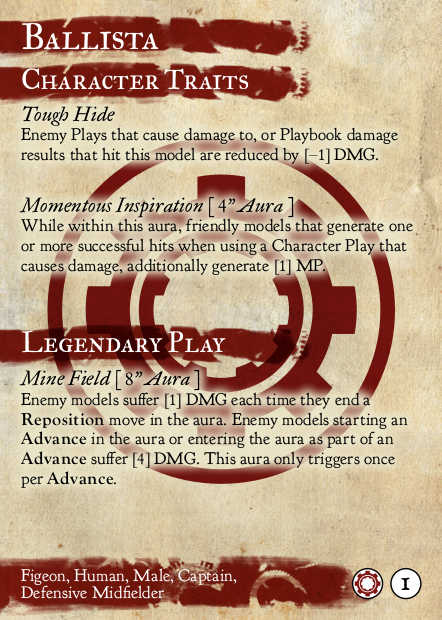 Ballista
Character Traits
Tough Hide
Enemy Plays that cause damage to, or Playbook damage
results that hit this model are reduced by [–1] DMG.
Momentous Inspiration [ 4” Aura ]
While within this aura, friendly models that generate one
or more successful hits when using a Character Play that
causes damage, additionally generate [1] MP.
Legendary Play
Mine Field [ 8” Aura ]
Enemy models suffer [1] DMG each time they end a
Reposition move in the aura. Enemy models starting an
Advance in the aura or entering the aura as part of an
Advance suffer [4] DMG. This aura only triggers once
per Advance.
Figeon, Human, Male, Captain,
Defensive Midfielder
1